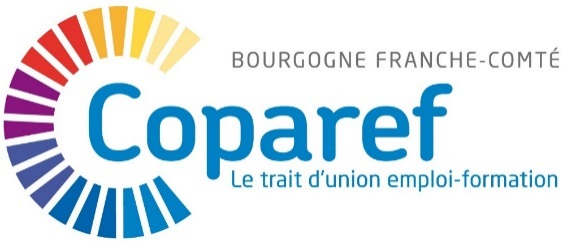 BOURGOGNE FRANCHE-COMTÉ
Coparef
Le trait d'union emploi-formation